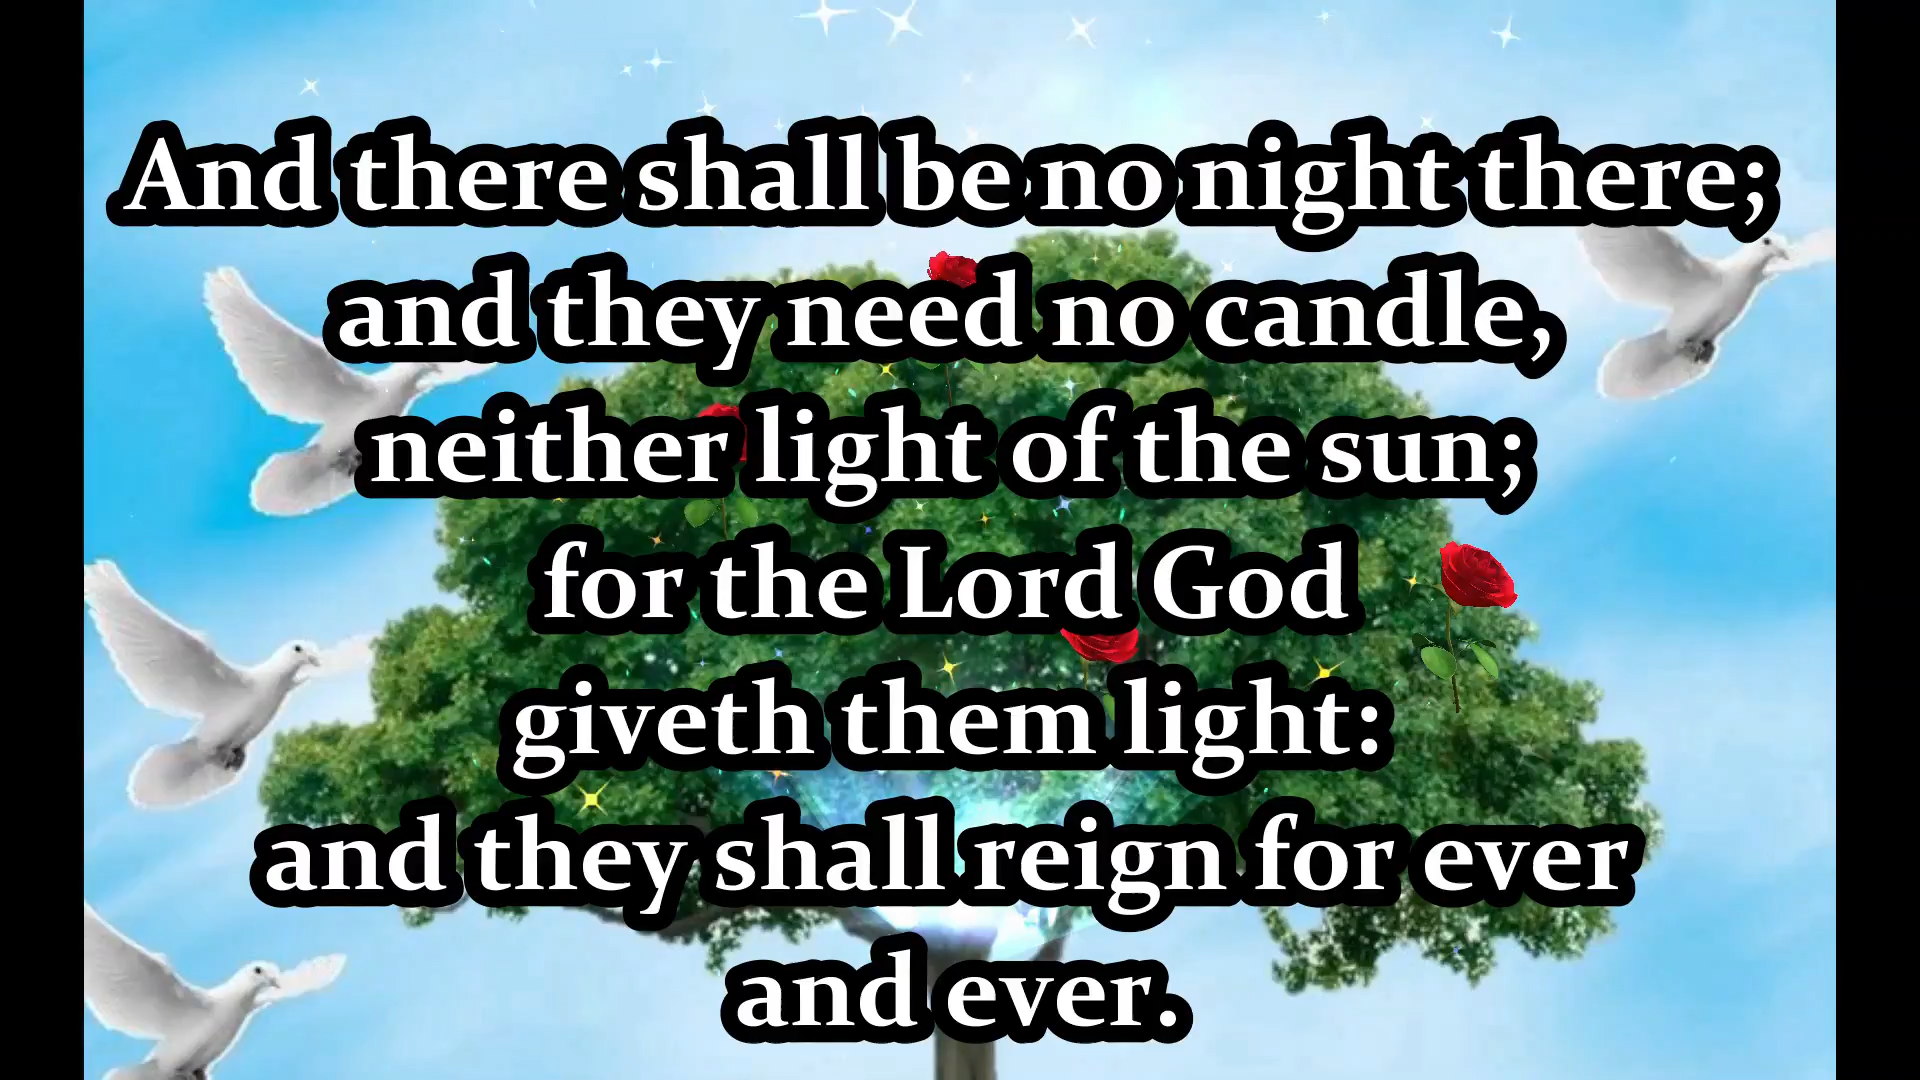 And there shall be no night there;
and they need no candle,
neither light of the sun;
for the Lord God
giveth them light:
and they shall reign for ever
and ever.